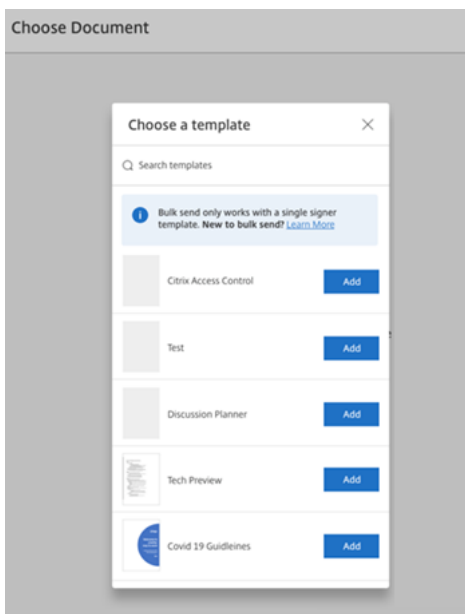 Choose Document
Choose a template
Search templates
Bulk send only works with a single signer
template. New to bulk send? Learn More
Citrix Access Control
Add
Test
Add
Discussion Planner
Add
Tech Preview
Add
Covid 19 Guidleines
Add